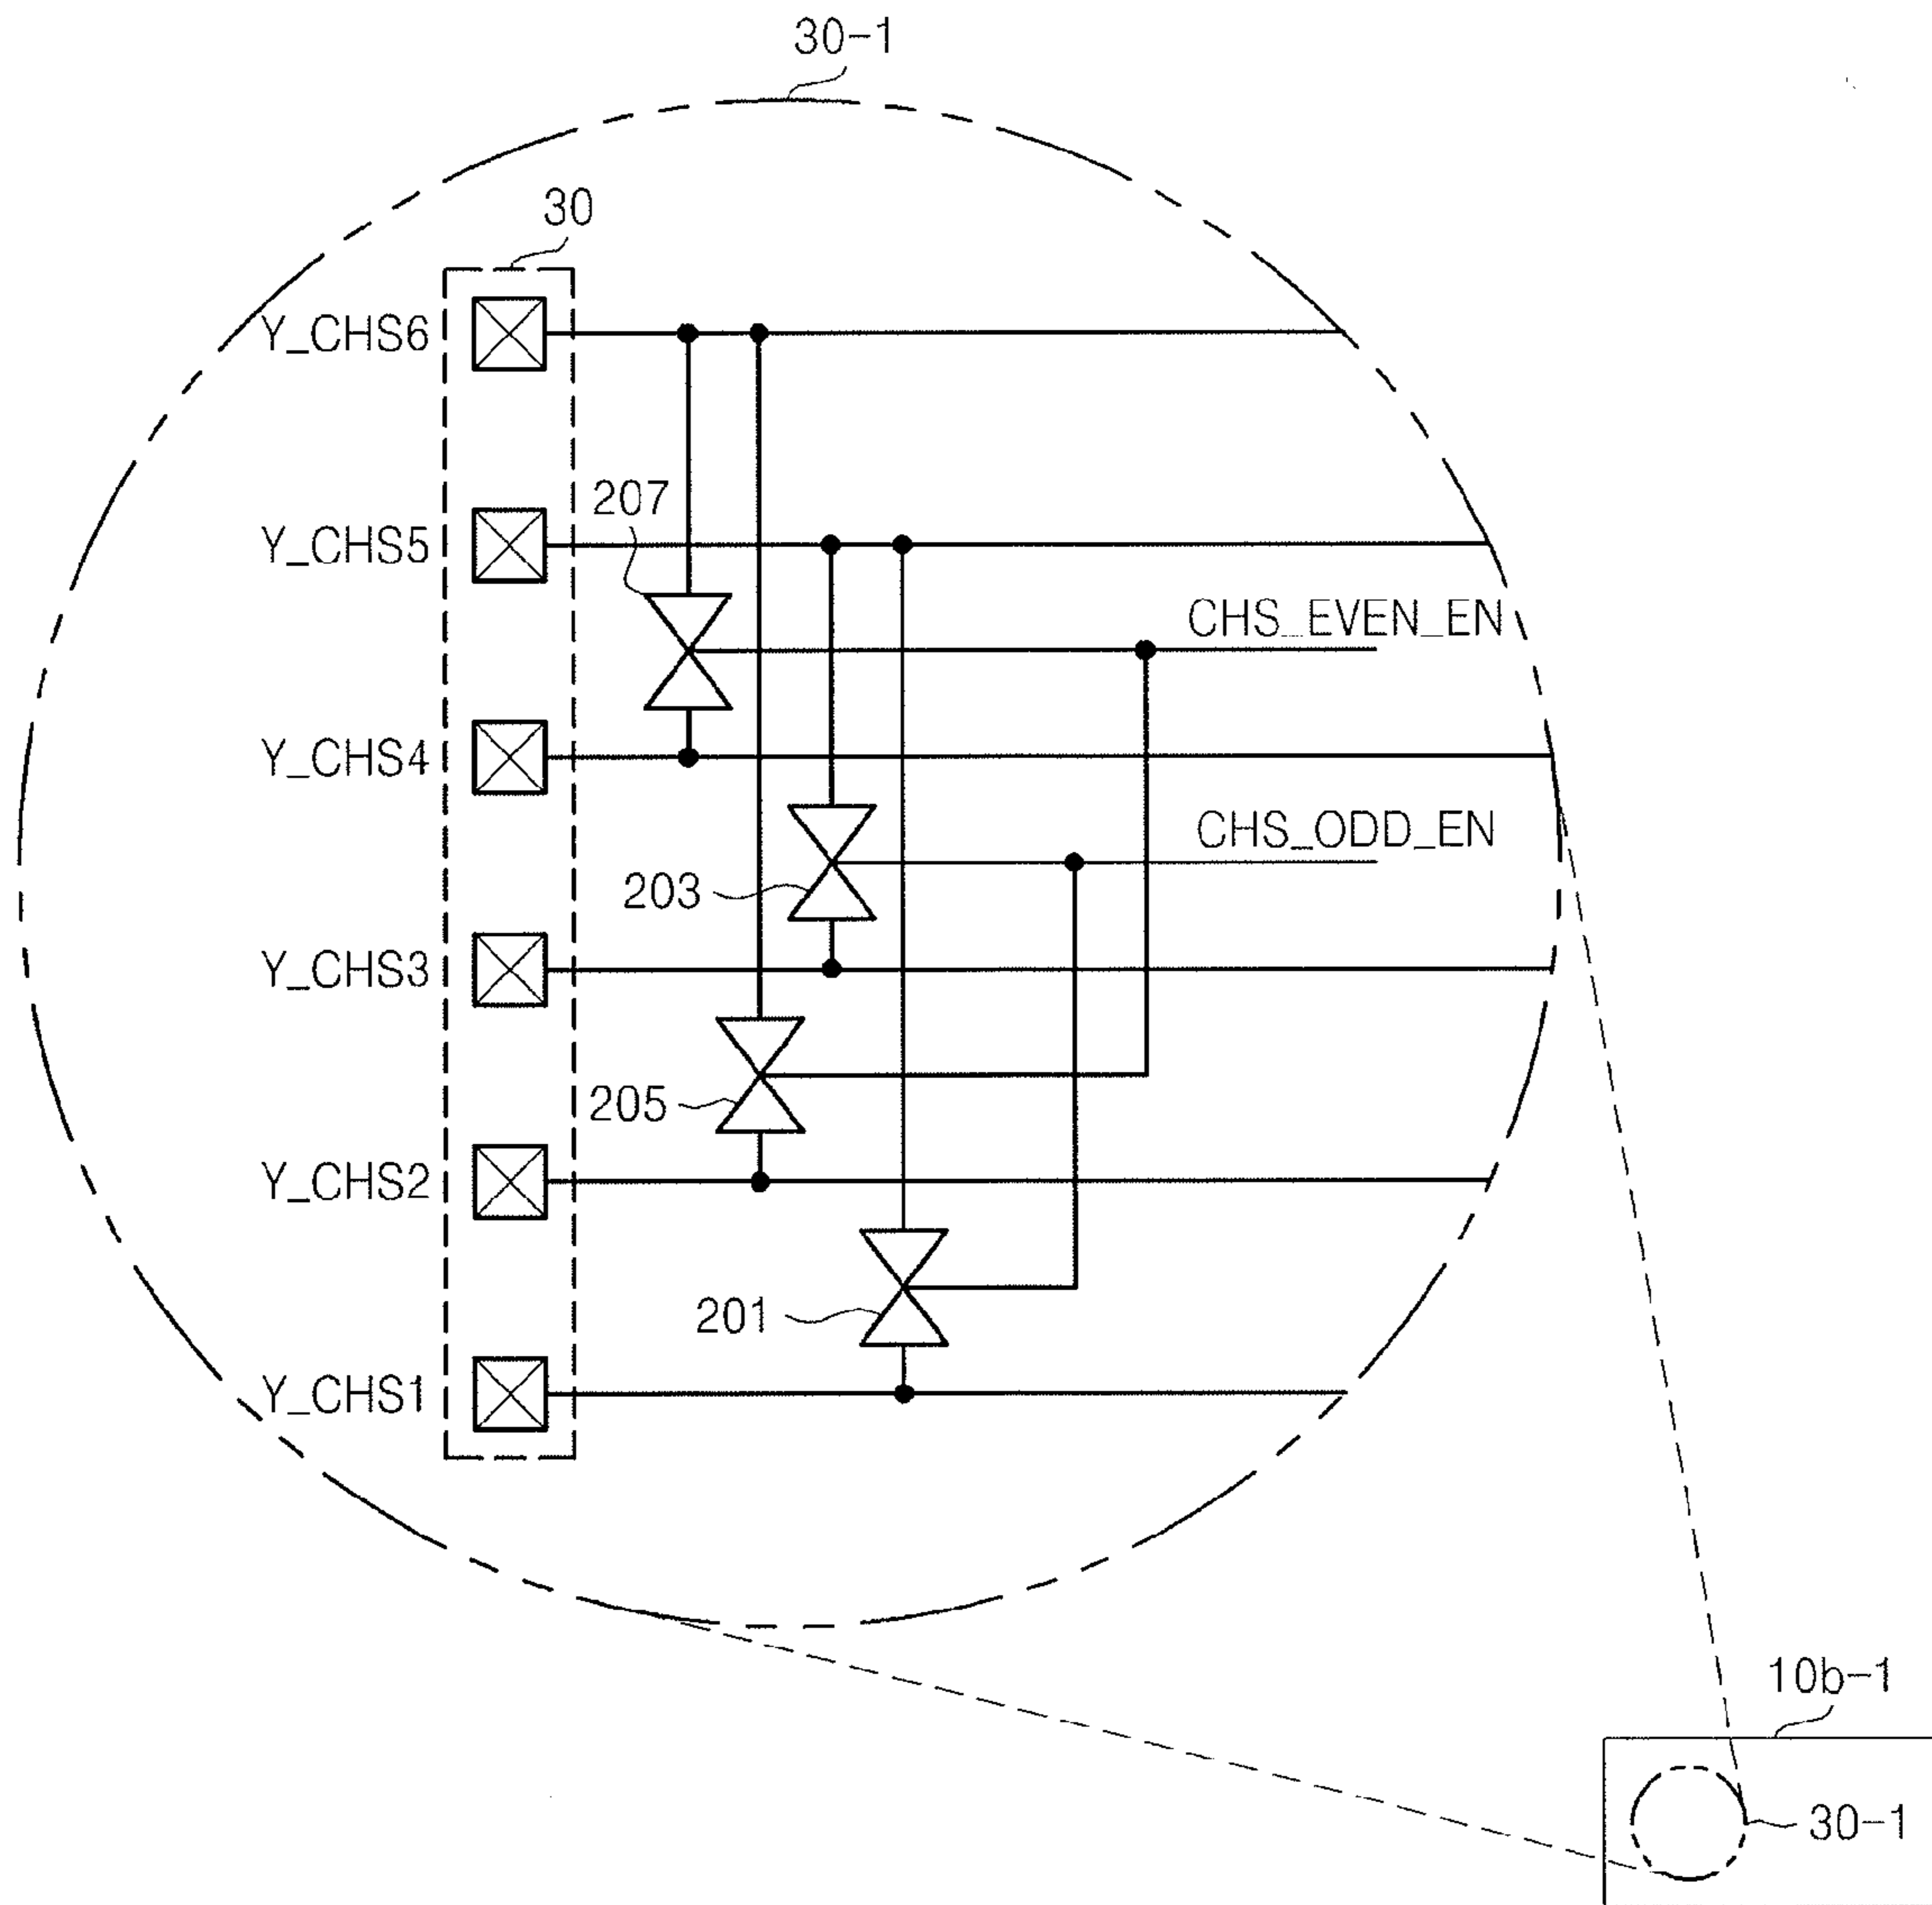 30-1
30
Y_CHS6
207
Y_CHS5
CHS_EVEN_EN
Y_CHS4
CHS_ODD_EN
203
Y_CHS3
205
Y_CHS2
201
Y_CHS1
10b-1
30-1